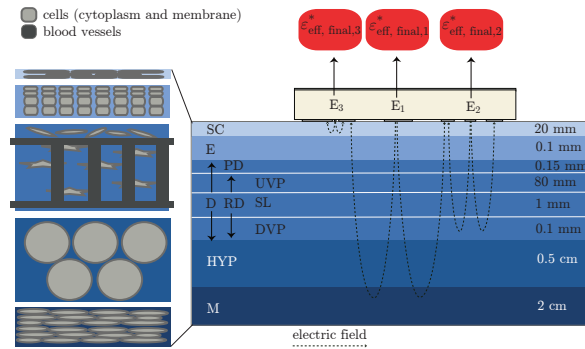 cells (cytoplasm and membrane)
blood vessels
ε*eff, final,3
ε*eff, final,1
ε*eff, final,2
E3 E1 E2
SC 20 mm
E 0.1 mm
PD 0.15 mm
UVP 80 mm
D RD SL 1 mm
DVP 0.1 mm
HYP 0.5 cm
M 2 cm
electric field